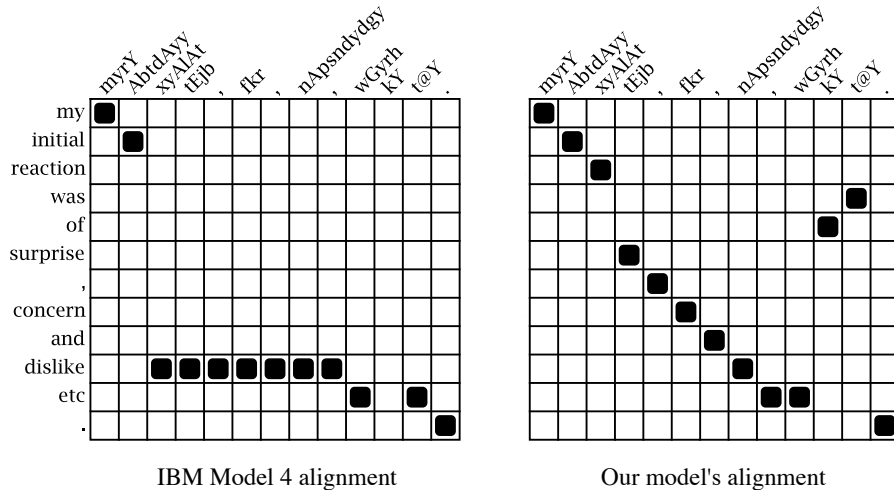 myrY AbtdAyy xyAlAt tEjb , fkr , nApsndydgy , wGyrh kY t@Y .
my
initial
reaction
was
of
surprise
,
concern
and
dislike
etc
.
IBM Model 4 alignment
myrY AbtdAyy xyAlAt tEjb , fkr , nApsndydgy , wGyrh kY t@Y .
Our model's alignment